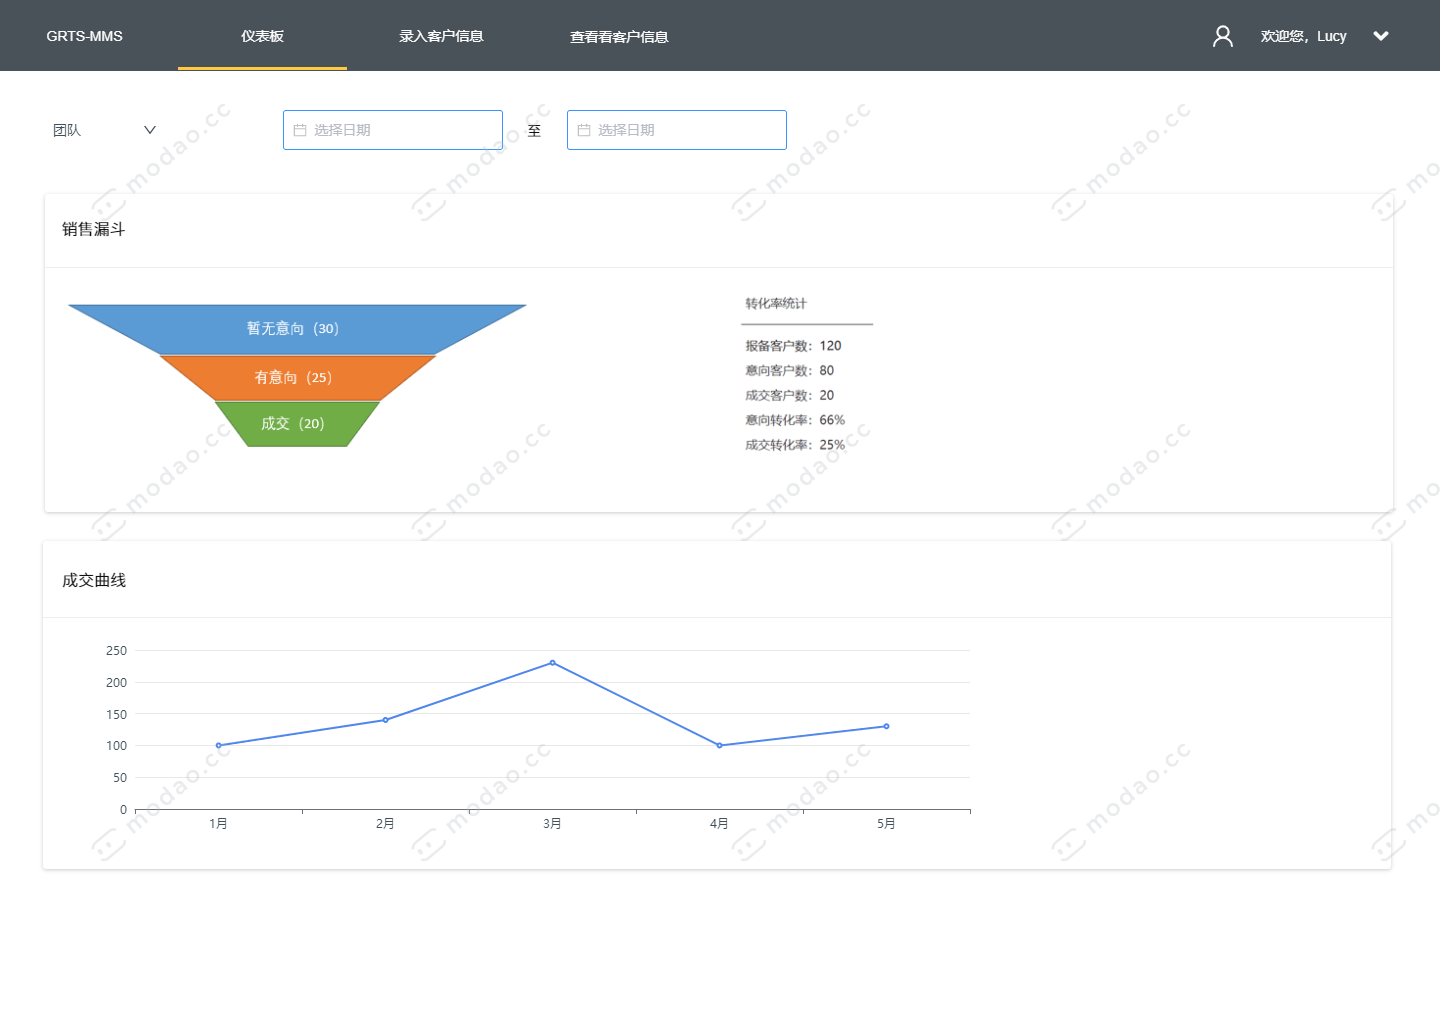 GRTS-MMS
仪表板
录入客户信息
查看看客户信息
欢迎您，Lucy
团队
选择日期
至
选择日期
销售漏斗
暂无意向（30）
有意向（25）
成交（20）
转化率统计
报备客户数：120
意向客户数：80
成交客户数：20
意向转化率：66%
成交转化率：25%
成交曲线
250
200
150
100
50
0
1月
2月
3月
4月
5月
modao.cc
modao.cc
modao.cc
modao.cc
mo
modao.cc
modao.cc
modao.cc
modao.cc
mo
modao.cc
modao.cc
modao.cc
modao.cc
mo